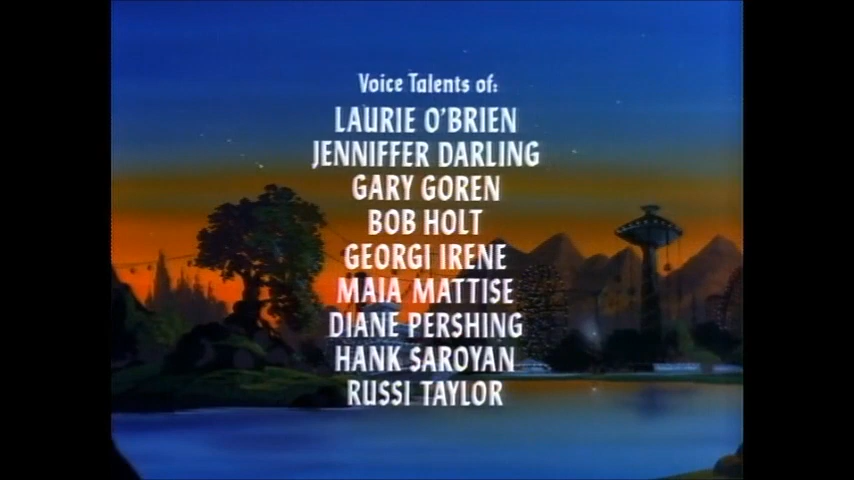 Voice Talents of:
LAURIE O'BRIEN
JENNIFFER DARLING
GARY GOREN
BOB HOLT
GEORGI IRENE
MAIA MATTISE
DIANE PERSHING
HANK SAROYAN
RUSSI TAYLOR